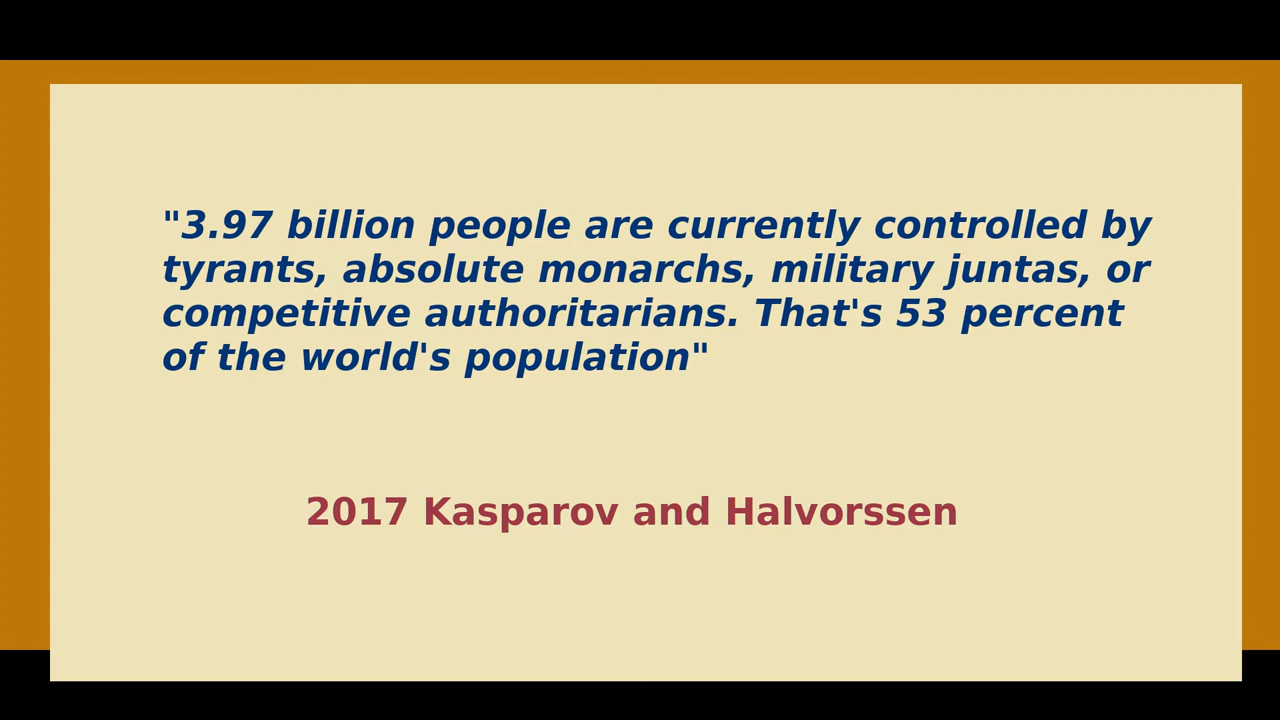 "3.97 billion people are currently controlled by
tyrants, absolute monarchs, military juntas, or
competitive authoritarians. That's 53 percent
of the world's population"
2017 Kasparov and Halvorssen